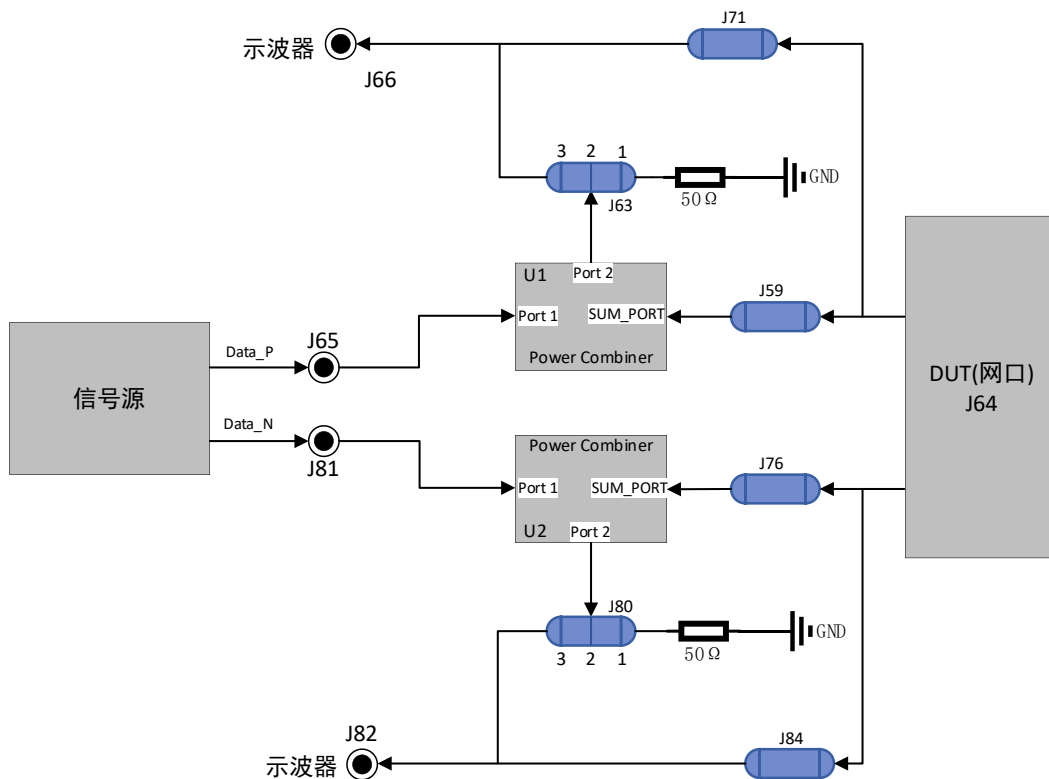 J71
示波器
J66
3 2 1
J63
50Ω
GND
U1
Port 2
J59
Port 1
SUM_PORT
Power Combiner
J65
Data_P
信号源
DUT(网口)
J64
Data_N
J81
Power Combiner
J76
Port 1
SUM_PORT
U2
Port 2
J80
GND
3 2 1
50Ω
J82
J84
示波器